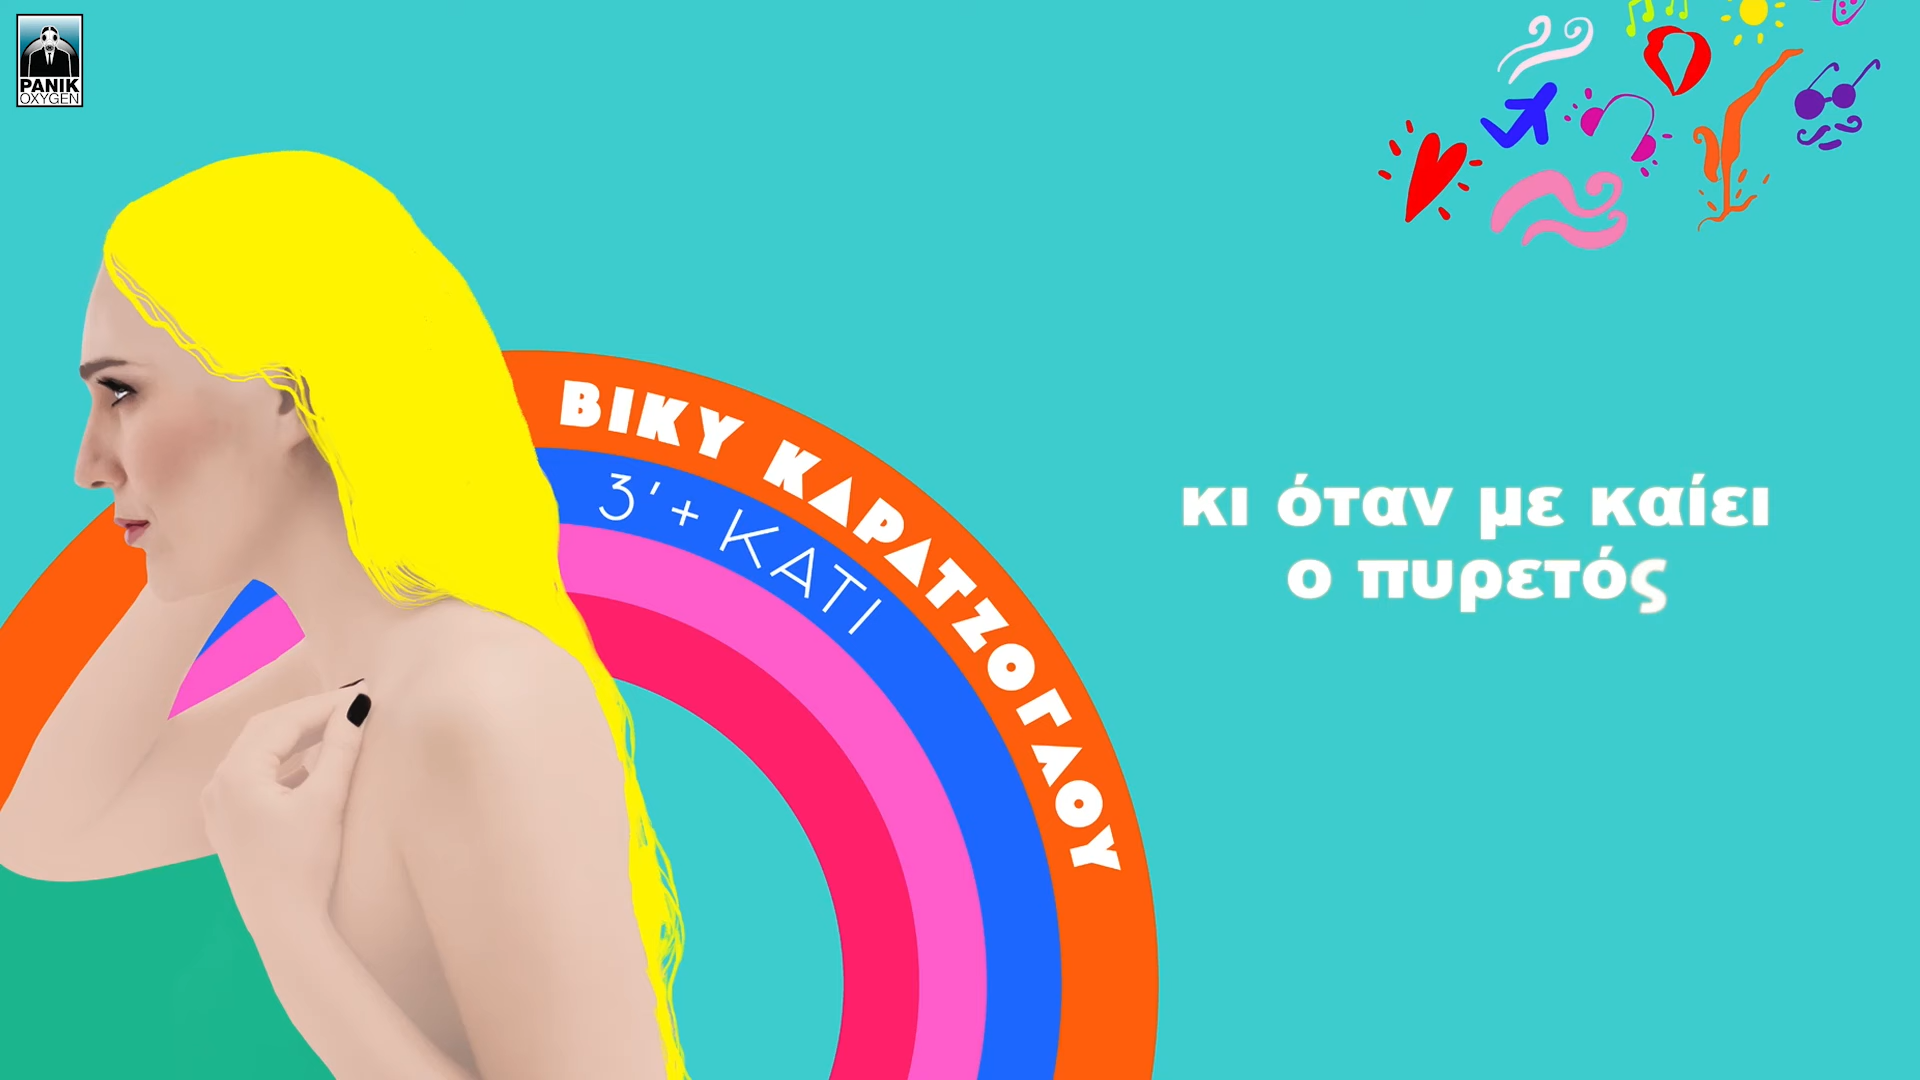 PANIK
OXYGEN
ΒΙΚΥ ΚΑΡΑΤΖΟΓΛΟΥ
3'+ ΚΑΤΙ
κι όταν με καίει
ο πυρετός